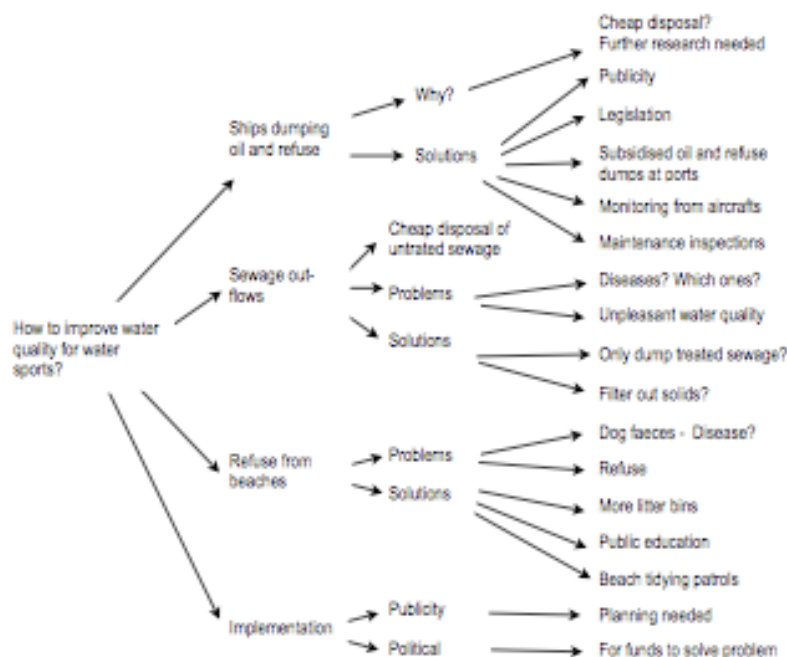 How to improve water
quality for water
sports?
Ships dumping
oil and refuse
Why?
Cheap disposal?
Further research needed
Solutions
Publicity
Legislation
Subsidised oil and refuse
dumps at ports
Monitoring from aircrafts
Maintenance inspections
Sewage out-
flows
Cheap disposal of
untrated sewage
Problems
Diseases? Which ones?
Unpleasant water quality
Solutions
Only dump treated sewage?
Filter out solids?
Refuse from
beaches
Problems
Dog faeces - Disease?
Refuse
Solutions
More litter bins
Public education
Beach tidying patrols
Implementation
Publicity
Planning needed
Political
For funds to solve problem